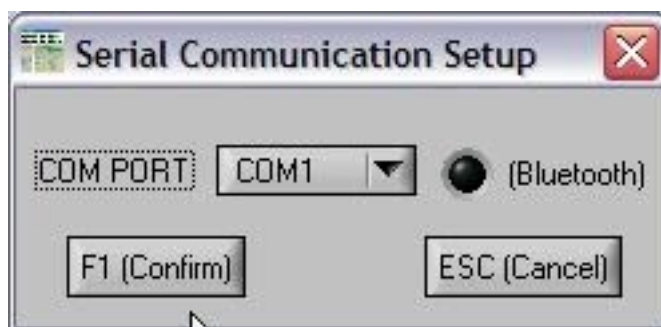 Serial Communication Setup
COM PORT COM1 (Bluetooth)
F1 (Confirm) ESC (Cancel)